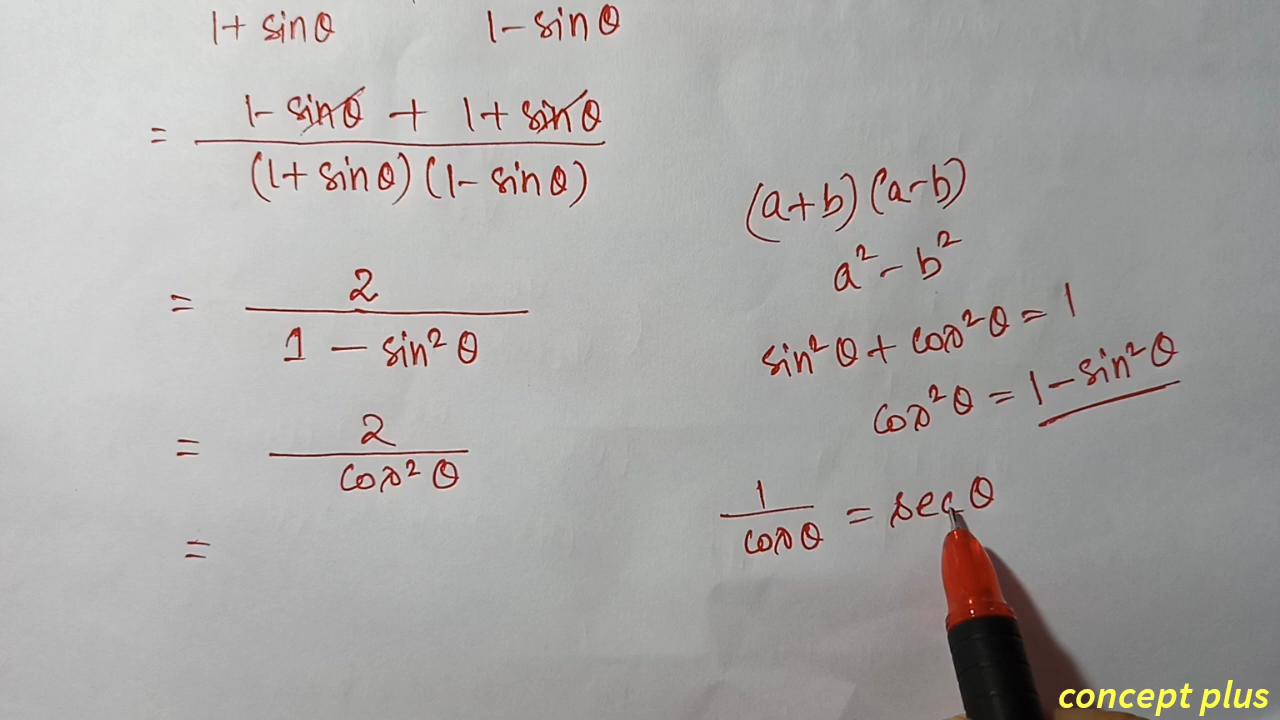 1 + sinθ 1 - sinθ
= (1 - sinθ + 1 + sinθ) / ((1 + sinθ)(1 - sinθ))
= 2 / (1 - sin²θ)
= 2 / cos²θ
=
(a+b)(a-b)
a² - b²
sin²θ + cos²θ = 1
cos²θ = 1 - sin²θ
1 / cosθ = secθ
concept plus